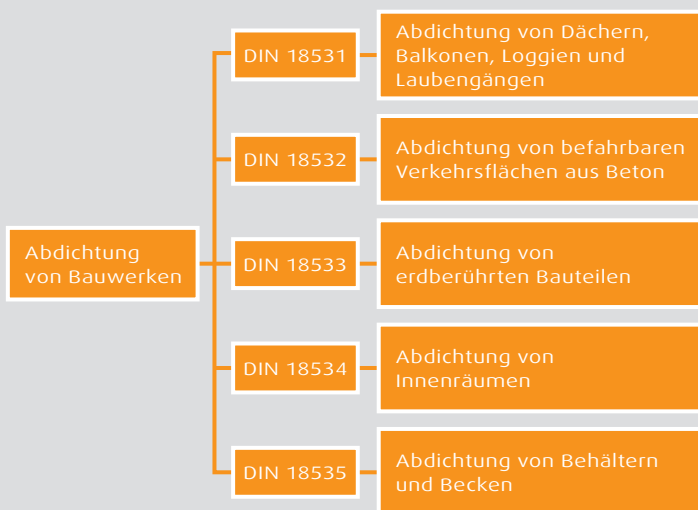 Abdichtung
von Bauwerken
DIN 18531
Abdichtung von Dächern,
Balkonen, Loggien und
Laubengängen
DIN 18532
Abdichtung von befahrbaren
Verkehrsflächen aus Beton
DIN 18533
Abdichtung von
erdberührten Bauteilen
DIN 18534
Abdichtung von
Innenräumen
DIN 18535
Abdichtung von Behältern
und Becken